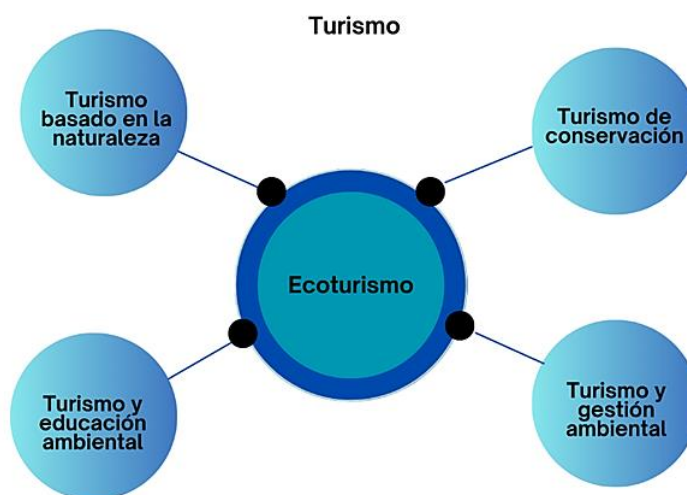 Turismo
Turismo
basado en la
naturaleza
Turismo de
conservación
Ecoturismo
Turismo y
educación
ambiental
Turismo y
gestión
ambiental